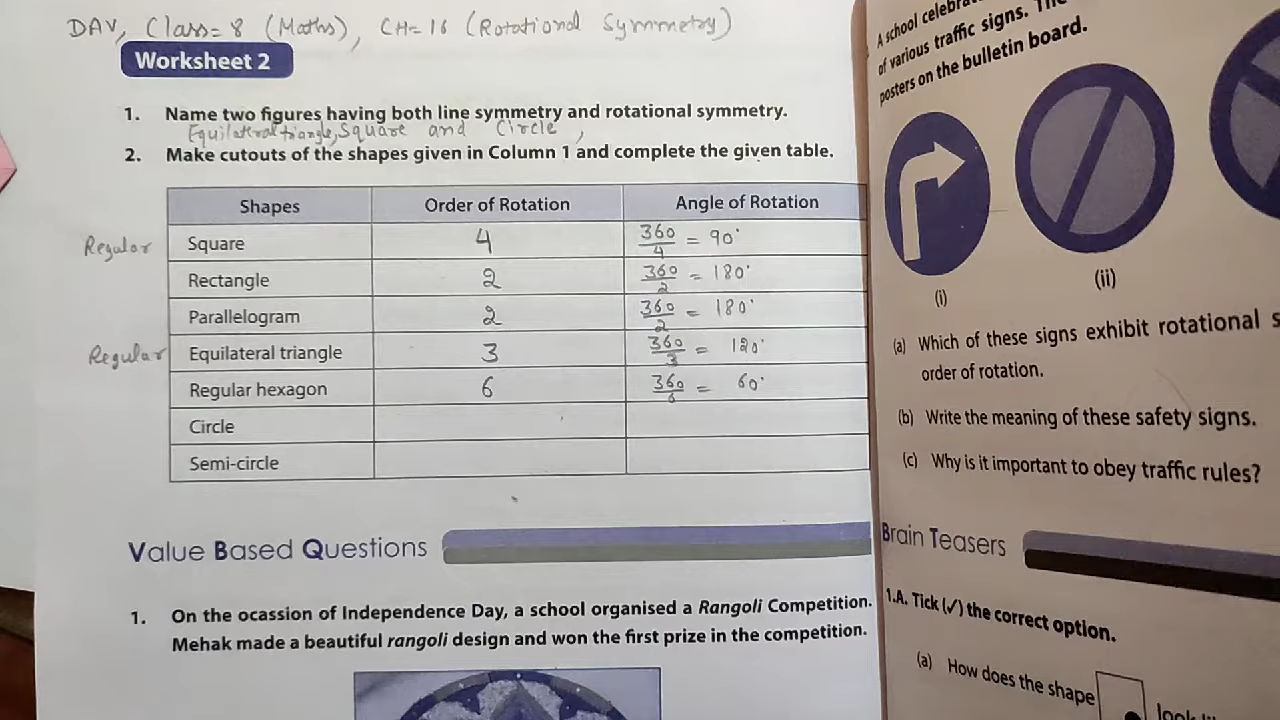 DAV, Class= 8 (Maths), CH= 16 (Rotational Symmetry)
Worksheet 2
1. Name two figures having both line symmetry and rotational symmetry.
Equilateral triangle, Square and Circle,
2. Make cutouts of the shapes given in Column 1 and complete the given table.
Shapes Order of Rotation Angle of Rotation
Regular Square 4 360/4 = 90°
Rectangle 2 360/2 = 180°
Parallelogram 2 360/2 = 180°
Regular Equilateral triangle 3 360/3 = 120°
Regular hexagon 6 360/6 = 60°
Circle
Semi-circle
Value Based Questions
1. On the ocassion of Independence Day, a school organised a Rangoli Competition.
Mehak made a beautiful rangoli design and won the first prize in the competition.
A school
of various traffic signs.
posters on the bulletin board.
(i) (ii)
(a) Which of these signs exhibit rotational
order of rotation.
(b) Write the meaning of these safety signs.
(c) Why is it important to obey traffic rules?
Brain Teasers
1.A. Tick (✓) the correct option.
(a) How does the shape